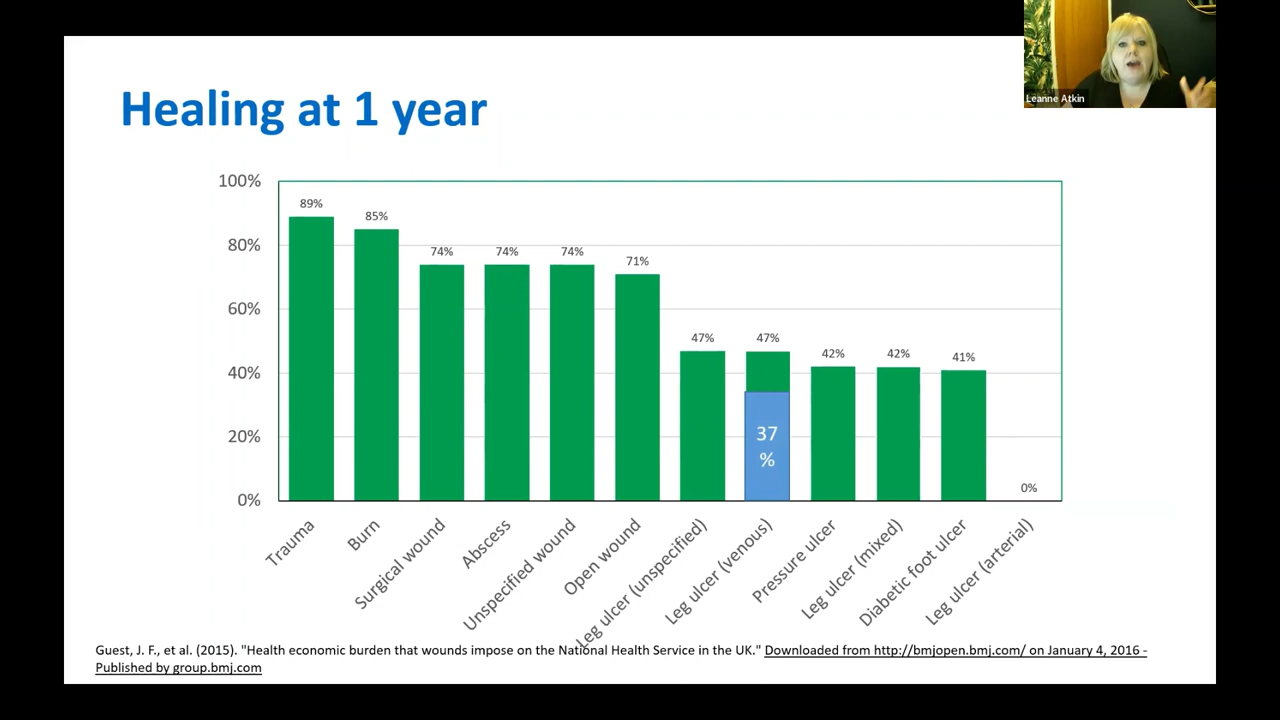 Leanne Atkin
Healing at 1 year
100%
80%
60%
40%
20%
0%
89%
85%
74%
74%
74%
71%
47%
47%
42%
42%
41%
0%
37
%
Trauma
Burn
Surgical wound
Abscess
Unspecified wound
Open wound
Leg ulcer (unspecified)
Leg ulcer (venous)
Pressure ulcer
Leg ulcer (mixed)
Diabetic foot ulcer
Leg ulcer (arterial)
Guest, J. F., et al. (2015). "Health economic burden that wounds impose on the National Health Service in the UK." Downloaded from http://bmjopen.bmj.com/ on January 4, 2016 -
Published by group.bmj.com